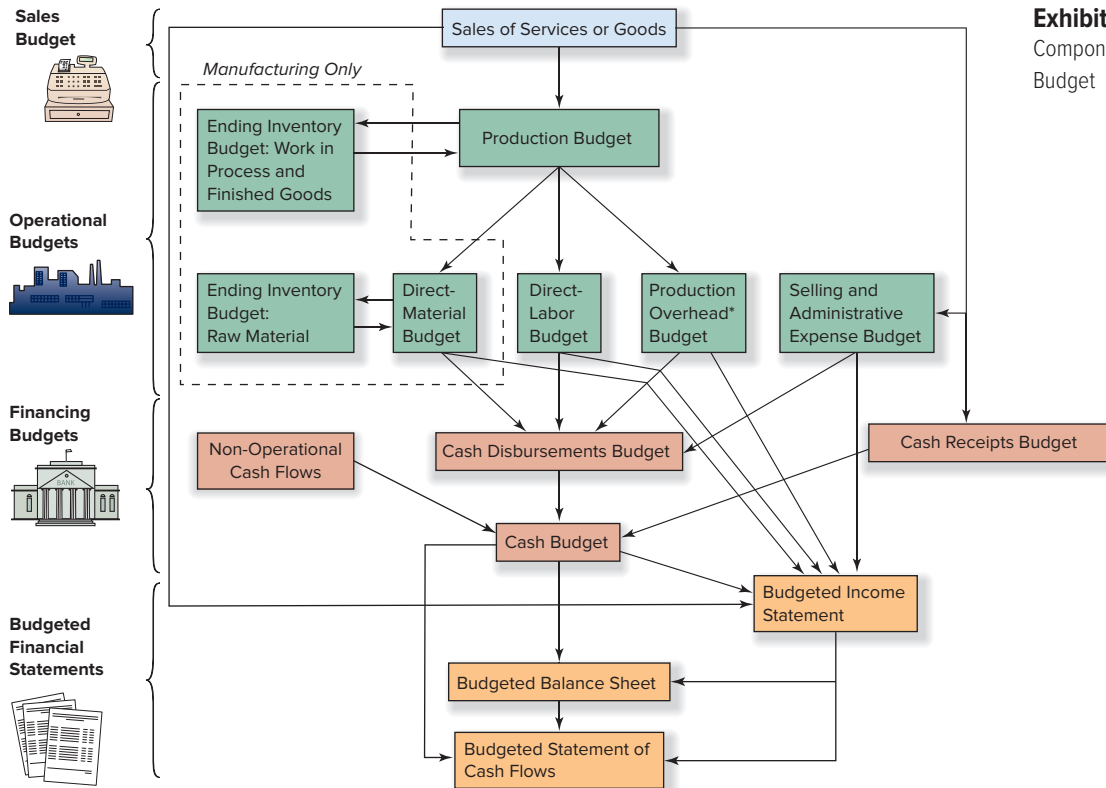 Sales
Budget
Sales of Services or Goods
Exhibit
Compon
Budget
Manufacturing Only
Ending Inventory
Budget: Work in
Process and
Finished Goods
Production Budget
Operational
Budgets
Ending Inventory
Budget:
Raw Material
Direct-
Material
Budget
Direct-
Labor
Budget
Production
Overhead*
Budget
Selling and
Administrative
Expense Budget
Financing
Budgets
BANK
Non-Operational
Cash Flows
Cash Disbursements Budget
Cash Receipts Budget
Cash Budget
Budgeted Income
Statement
Budgeted
Financial
Statements
Budgeted Balance Sheet
Budgeted Statement of
Cash Flows